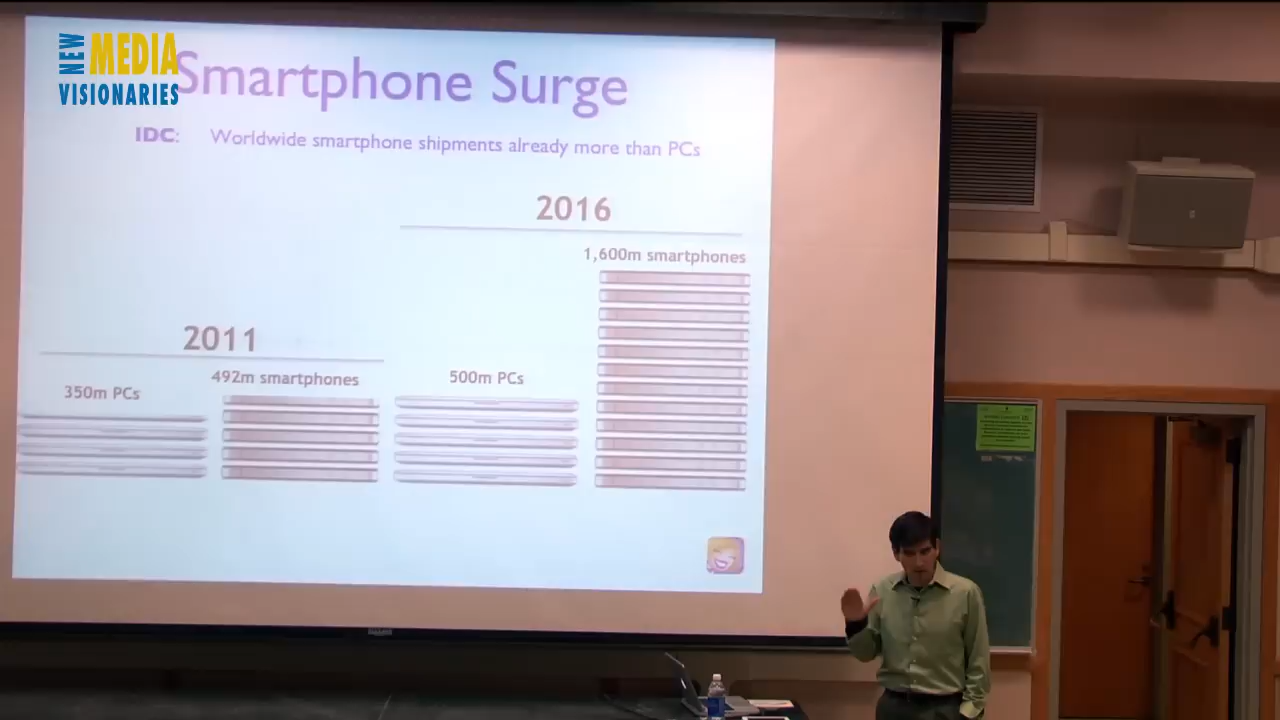 NEW MEDIA
VISIONARIES
Smartphone Surge
IDC: Worldwide smartphone shipments already more than PCs
2016
1,600m smartphones
2011
350m PCs
492m smartphones
500m PCs